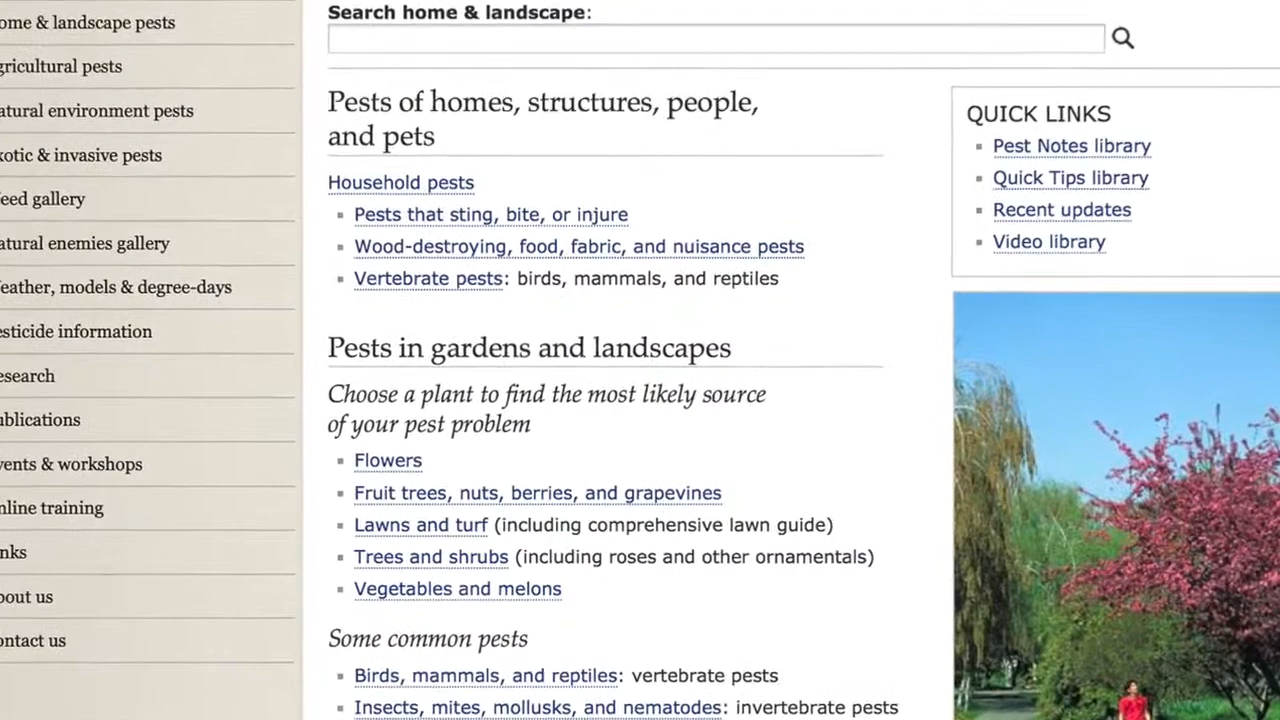 ome & landscape pests
gricultural pests
atural environment pests
xotic & invasive pests
eed gallery
atural enemies gallery
eather, models & degree-days
esticide information
esearch
ublications
vents & workshops
nline training
nks
bout us
ontact us
Search home & landscape:
Pests of homes, structures, people,
and pets
Household pests
Pests that sting, bite, or injure
Wood-destroying, food, fabric, and nuisance pests
Vertebrate pests: birds, mammals, and reptiles
Pests in gardens and landscapes
Choose a plant to find the most likely source
of your pest problem
Flowers
Fruit trees, nuts, berries, and grapevines
Lawns and turf (including comprehensive lawn guide)
Trees and shrubs (including roses and other ornamentals)
Vegetables and melons
Some common pests
Birds, mammals, and reptiles: vertebrate pests
Insects, mites, mollusks, and nematodes: invertebrate pests
QUICK LINKS
Pest Notes library
Quick Tips library
Recent updates
Video library